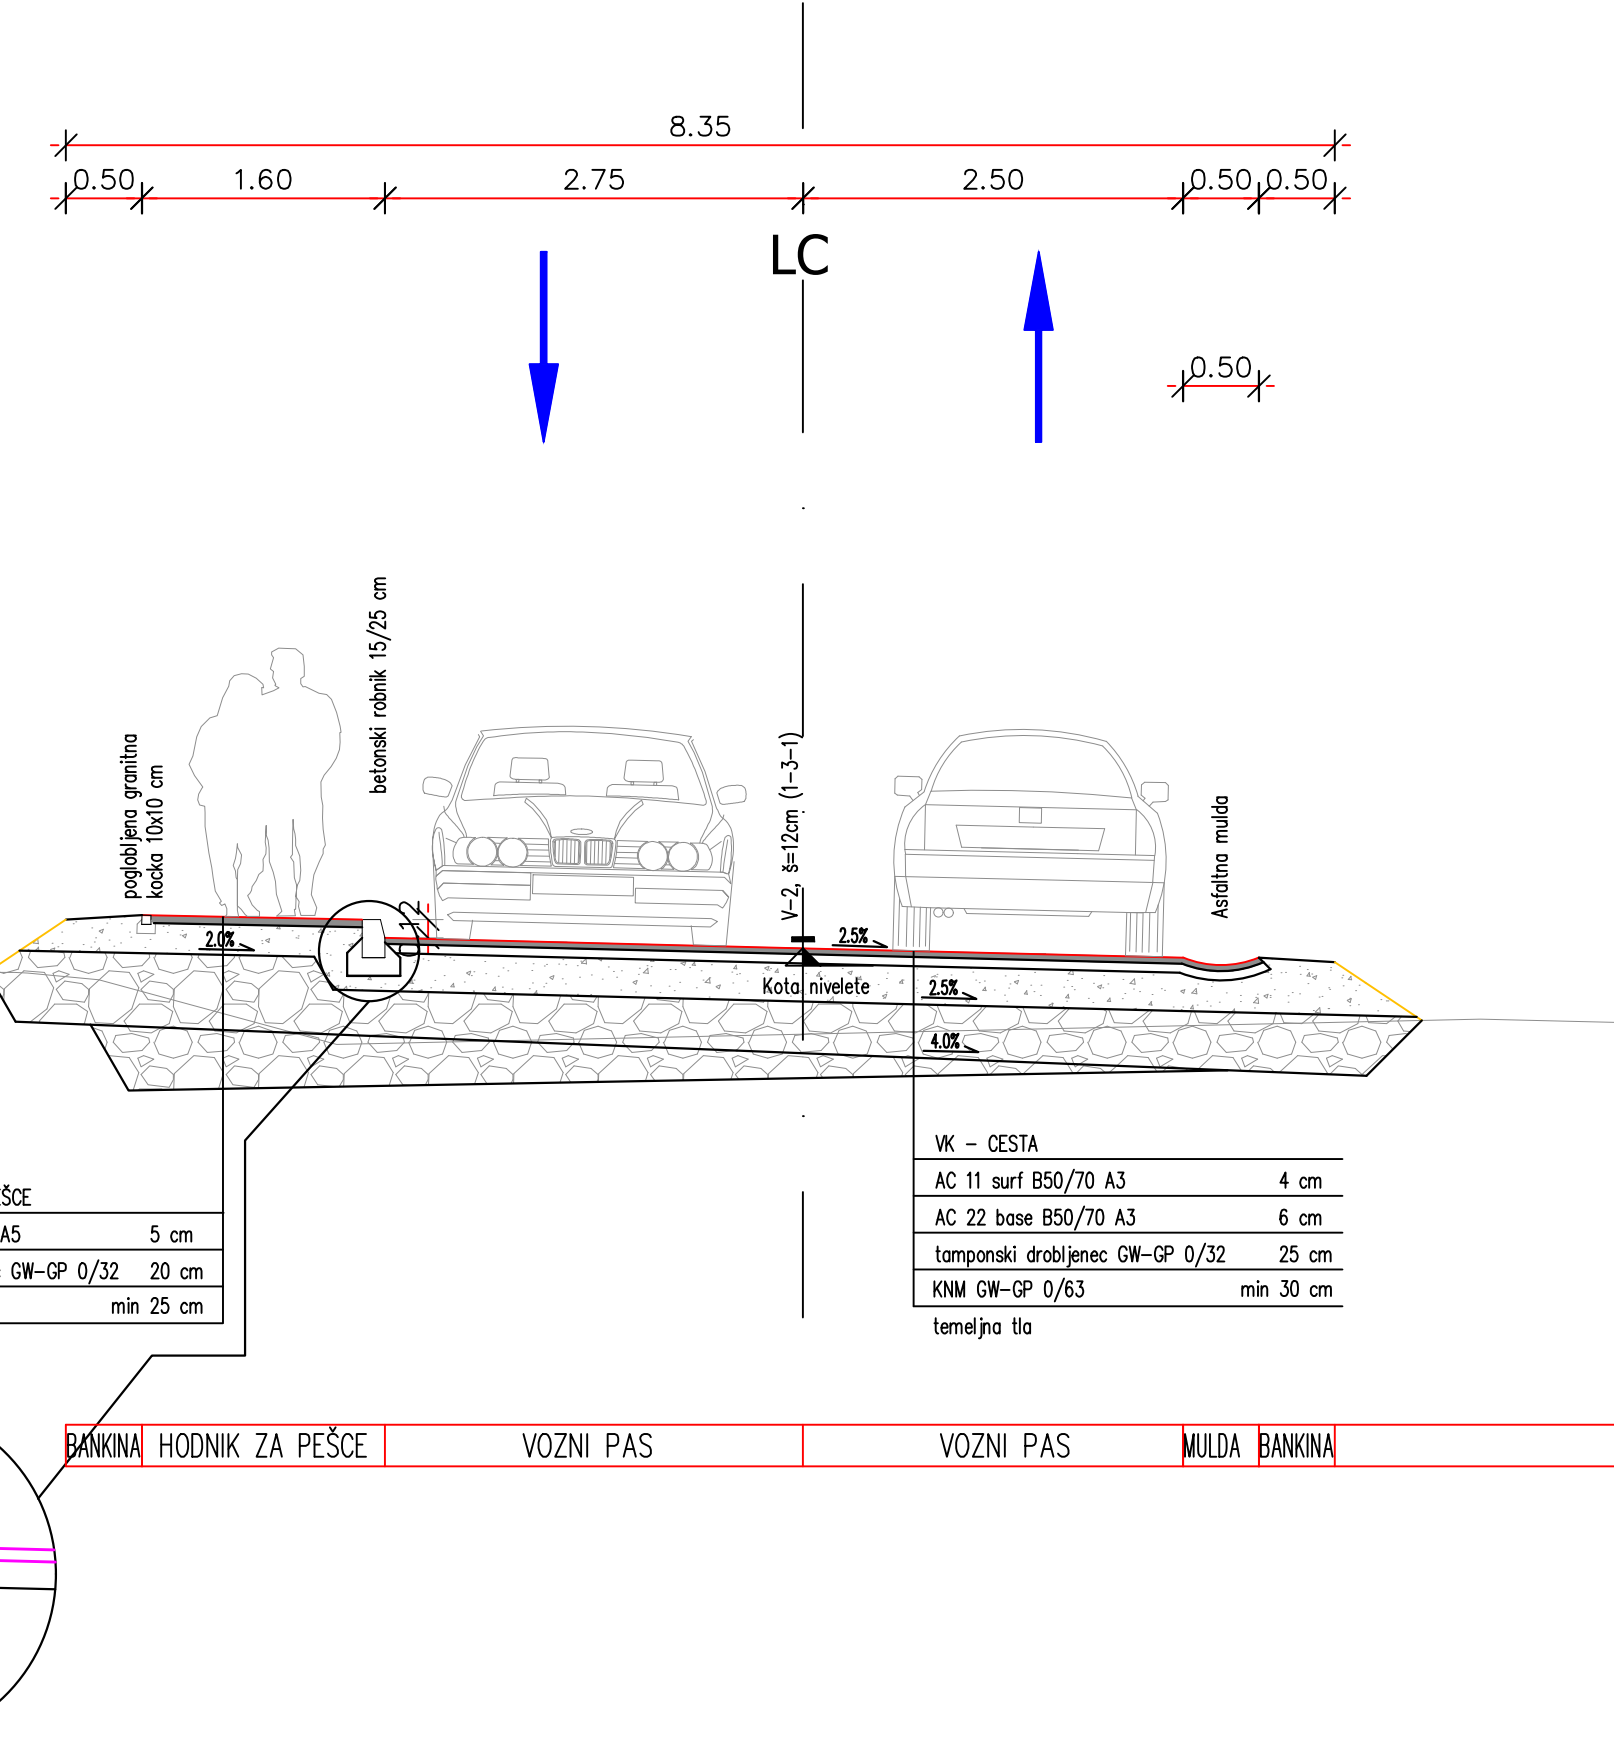 8.35
0.50 1.60 2.75 2.50 0.50 0.50
LC
0.50
betonski robnik 15/25 cm
poglobljena granitna
kocka 10x10 cm
V-2, š=12cm (1-3-1)
Asfaltna mulda
2.0%
2.5%
Kota nivelete
2.5%
4.0%
VK - CESTA
AC 11 surf B50/70 A3 4 cm
AC 22 base B50/70 A3 6 cm
tamponski drobljenec GW-GP 0/32 25 cm
KNM GW-GP 0/63 min 30 cm
temeljna tla
EŠCE
A5 5 cm
GW-GP 0/32 20 cm
min 25 cm
BANKINA HODNIK ZA PEŠCE VOZNI PAS VOZNI PAS MULDA BANKINA